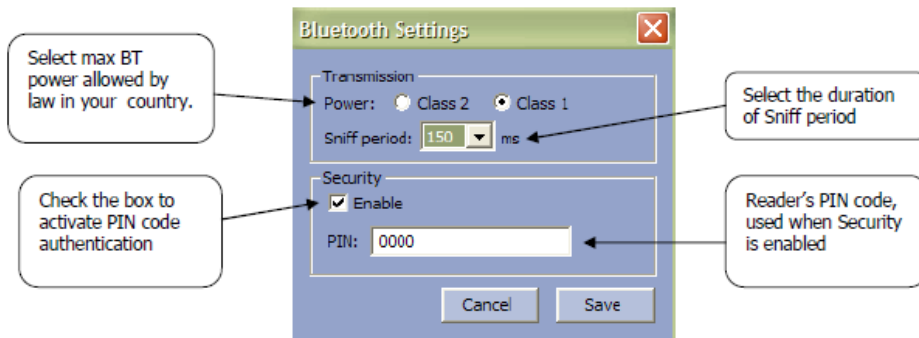 Bluetooth Settings
Select max BT
power allowed by
law in your country.
Transmission
Power: Class 2 Class 1
Sniff period: 150 ms
Select the duration
of Sniff period
Check the box to
activate PIN code
authentication
Security
Enable
PIN: 0000
Reader's PIN code,
used when Security
is enabled
Cancel Save